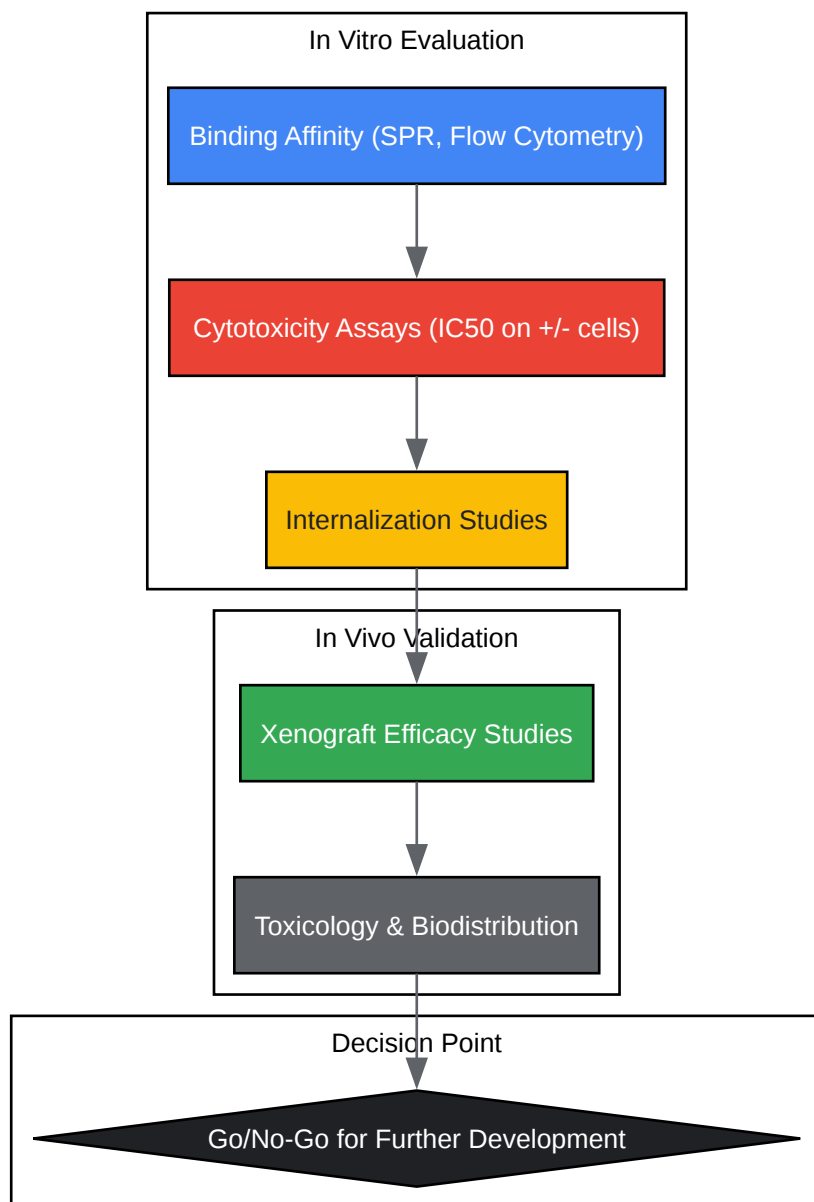 In Vitro Evaluation
Binding Affinity (SPR, Flow Cytometry)
Cytotoxicity Assays (IC50 on +/- cells)
Internalization Studies
In Vivo Validation
Xenograft Efficacy Studies
Toxicology & Biodistribution
Decision Point
Go/No-Go for Further Development